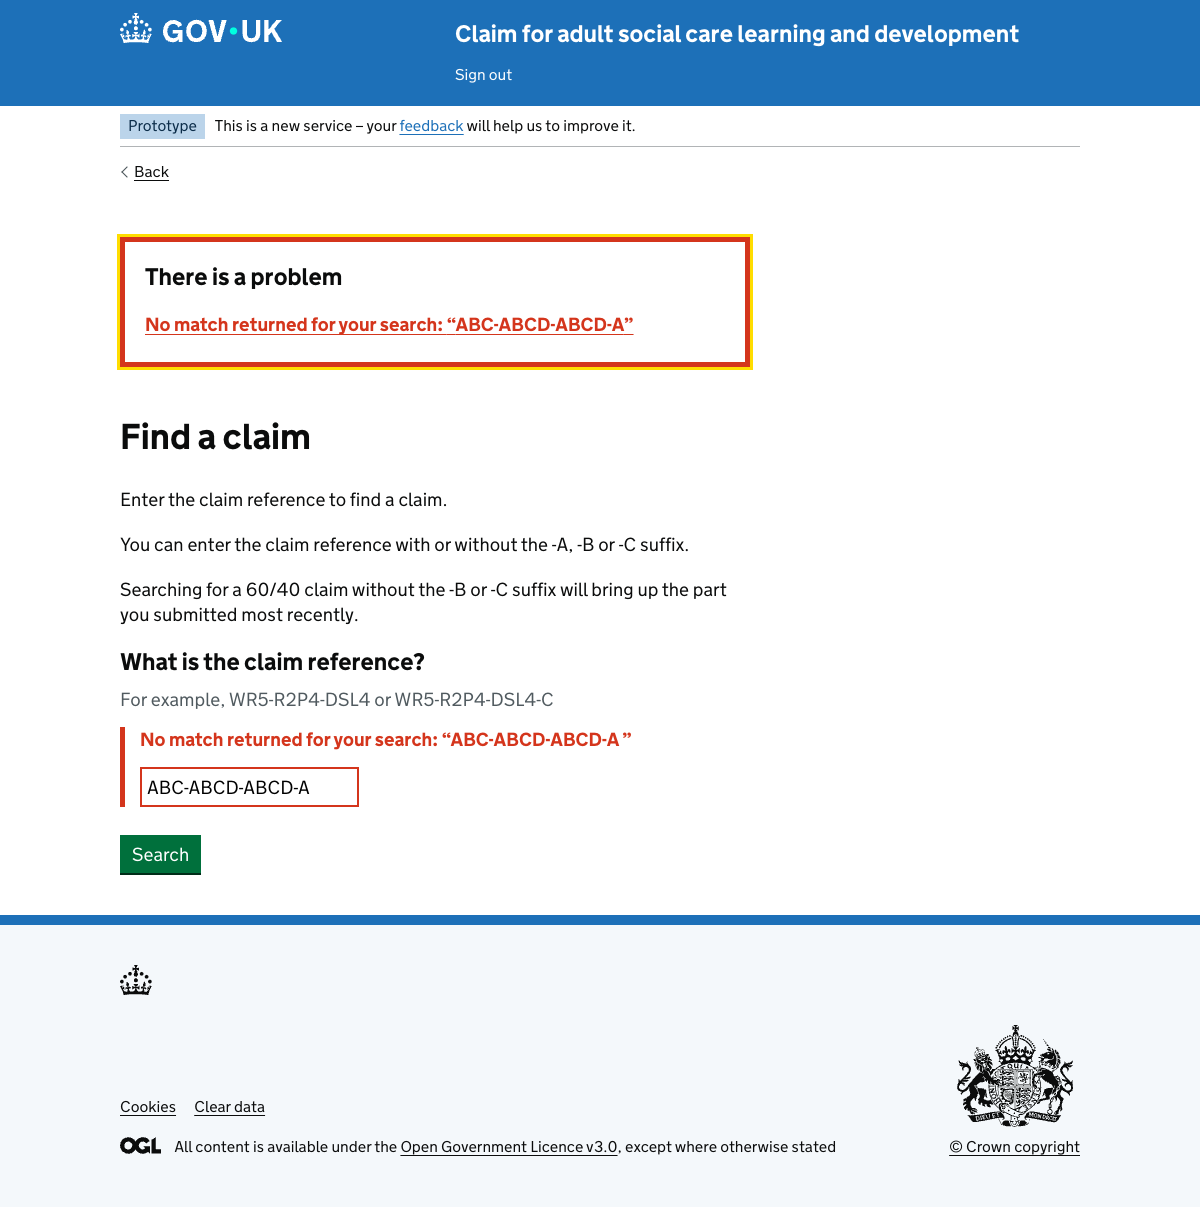 GOV·UK
Claim for adult social care learning and development
Sign out
Prototype This is a new service – your feedback will help us to improve it.
Back
There is a problem
No match returned for your search: “ABC-ABCD-ABCD-A”
Find a claim
Enter the claim reference to find a claim.
You can enter the claim reference with or without the -A, -B or -C suffix.
Searching for a 60/40 claim without the -B or -C suffix will bring up the part
you submitted most recently.
What is the claim reference?
For example, WR5-R2P4-DSL4 or WR5-R2P4-DSL4-C
No match returned for your search: “ABC-ABCD-ABCD-A ”
ABC-ABCD-ABCD-A
Search
Cookies Clear data
OGL All content is available under the Open Government Licence v3.0, except where otherwise stated
© Crown copyright